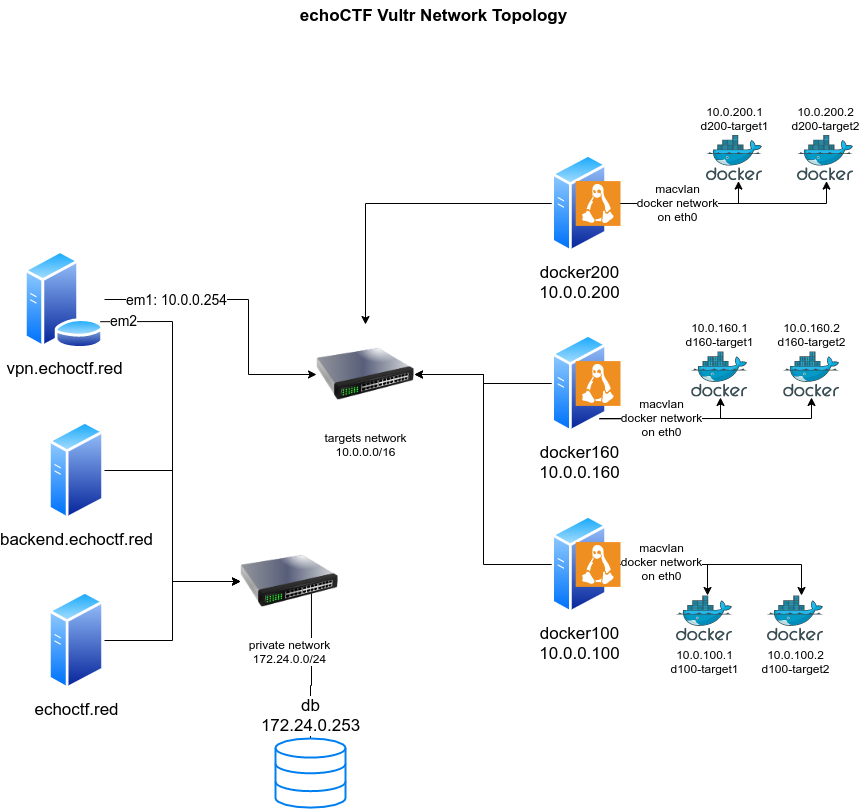 echoCTF Vultr Network Topology
10.0.200.1
d200-target1
10.0.200.2
d200-target2
docker
docker
macvlan
docker network
on eth0
docker200
10.0.0.200
em1: 10.0.0.254
em2
vpn.echoctf.red
10.0.160.1
d160-target1
10.0.160.2
d160-target2
docker
docker
macvlan
docker network
on eth0
docker160
10.0.0.160
targets network
10.0.0.0/16
backend.echoctf.red
macvlan
docker network
on eth0
docker100
10.0.0.100
docker
docker
10.0.100.1
d100-target1
10.0.100.2
d100-target2
private network
172.24.0.0/24
echoctf.red
db
172.24.0.253